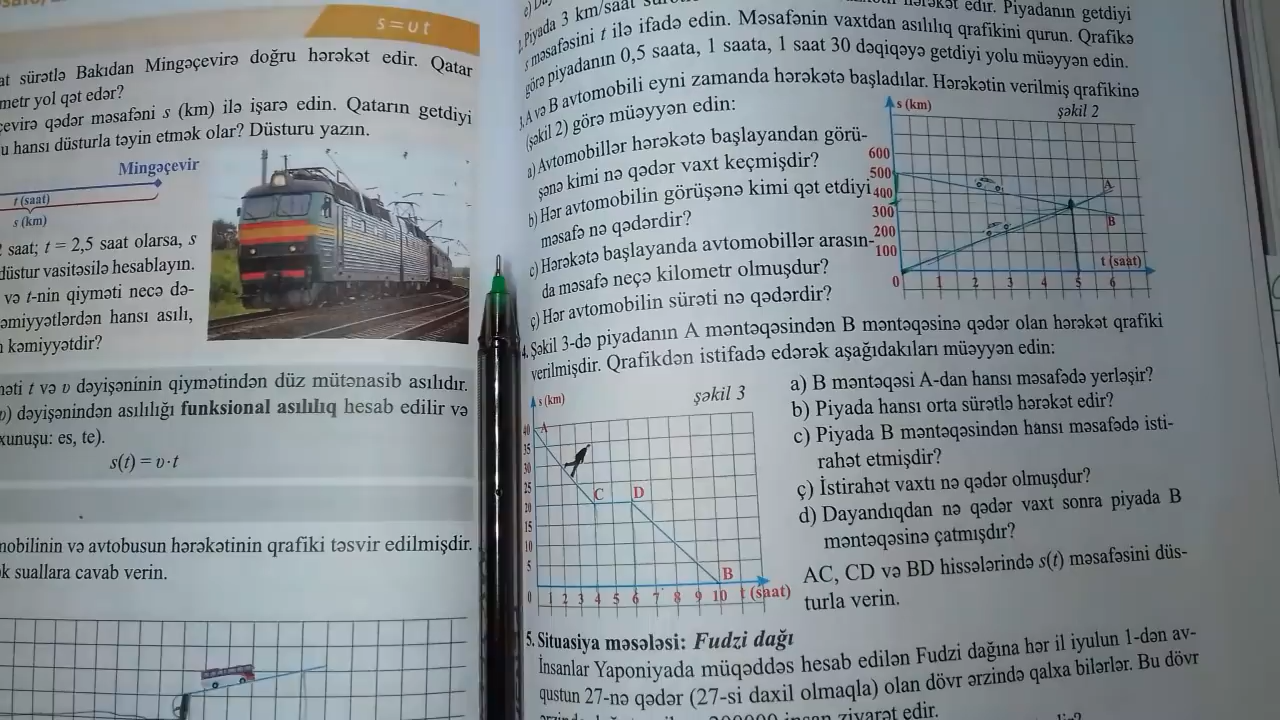 s=υt
at sürətlə Bakıdan Mingəçevirə doğru hərəkət edir. Qatar
metr yol qət edər?
çevirə qədər məsafəni s (km) ilə işarə edin. Qatarın getdiyi
u hansı düsturla təyin etmək olar? Düsturu yazın.
Mingəçevir
t (saat)
s (km)
saat; t = 2,5 saat olarsa, s
düstur vasitəsilə hesablayın.
və t-nin qiyməti necə də-
əmiyyətlərdən hansı asılı,
kəmiyyətdir?
t və υ dəyişəninin qiymətindən düz mütənasib asılıdır.
dəyişənindən asılılığı funksional asılılıq hesab edilir və
xunuşu: es, te).
s(t) = υ·t
nobilinin və avtobusun hərəkətinin qrafiki təsvir edilmişdir.
k suallara cavab verin.
hərəkət edir. Piyadanın getdiyi
Piyada 3 km/saat
s məsafəsini t ilə ifadə edin. Məsafənin vaxtdan asılılıq qrafikini qurun. Qrafikə
görə piyadanın 0,5 saata, 1 saata, 1 saat 30 dəqiqəyə getdiyi yolu müəyyən edin.
3. A və B avtomobili eyni zamanda hərəkətə başladılar. Hərəkətin verilmiş qrafikinə
(şəkil 2) görə müəyyən edin:
a) Avtomobillər hərəkətə başlayandan görü-
şənə kimi nə qədər vaxt keçmişdir?
b) Hər avtomobilin görüşənə kimi qət etdiyi
məsafə nə qədərdir?
c) Hərəkətə başlayanda avtomobillər arasın-
da məsafə neçə kilometr olmuşdur?
ç) Hər avtomobilin sürəti nə qədərdir?
s (km)
şəkil 2
600
500
400
300
200
100
0 1 2 3 4 5 6
A
B
t (saat)
4. Şəkil 3-də piyadanın A məntəqəsindən B məntəqəsinə qədər olan hərəkət qrafiki
verilmişdir. Qrafikdən istifadə edərək aşağıdakıları müəyyən edin:
s (km)
şəkil 3
40
35
30
25
20
15
10
5
0 1 2 3 4 5 6 7 8 9 10 t (saat)
A
C
D
B
a) B məntəqəsi A-dan hansı məsafədə yerləşir?
b) Piyada hansı orta sürətlə hərəkət edir?
c) Piyada B məntəqəsindən hansı məsafədə isti-
rahət etmişdir?
ç) İstirahət vaxtı nə qədər olmuşdur?
d) Dayandıqdan nə qədər vaxt sonra piyada B
məntəqəsinə çatmışdır?
AC, CD və BD hissələrində s(t) məsafəsini düs-
turla verin.
5. Situasiya məsələsi: Fudzi dağı
İnsanlar Yaponiyada müqəddəs hesab edilən Fudzi dağına hər il iyulun 1-dən av-
qustun 27-nə qədər (27-si daxil olmaqla) olan dövr ərzində qalxa bilərlər. Bu dövr
ziyarət edir.